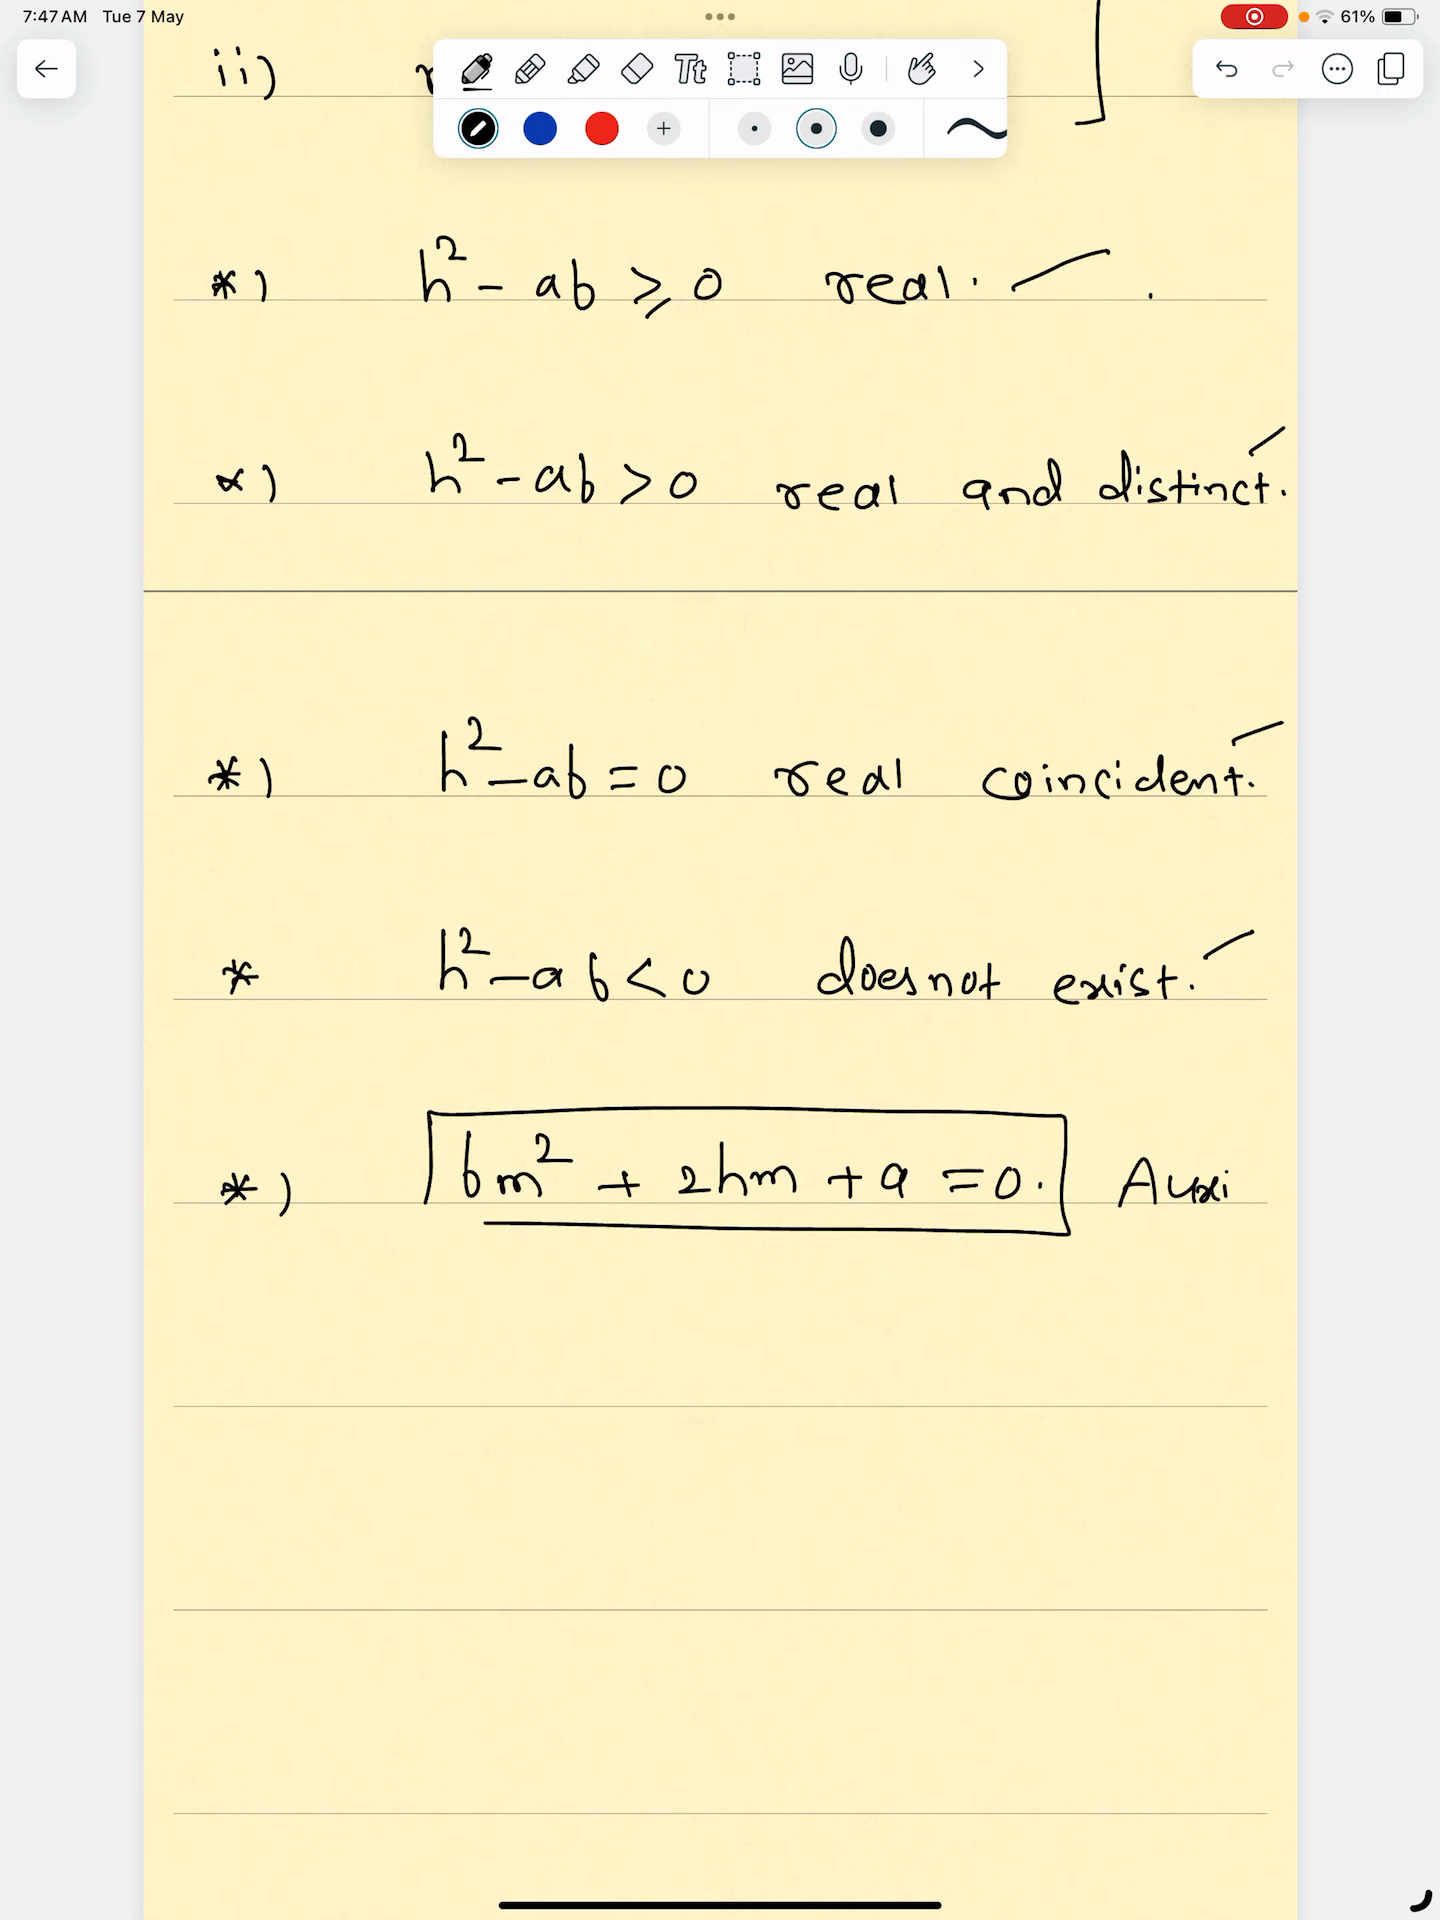 7:47 AM Tue 7 May
61%
ii)
Tt
*) h² - ab ≥ 0 real.
*) h² - ab > 0 real and distinct.
*) h² - ab = 0 real coincident.
* h² - ab < 0 does not exist.
*) bm² + 2hm + a = 0. Auxi